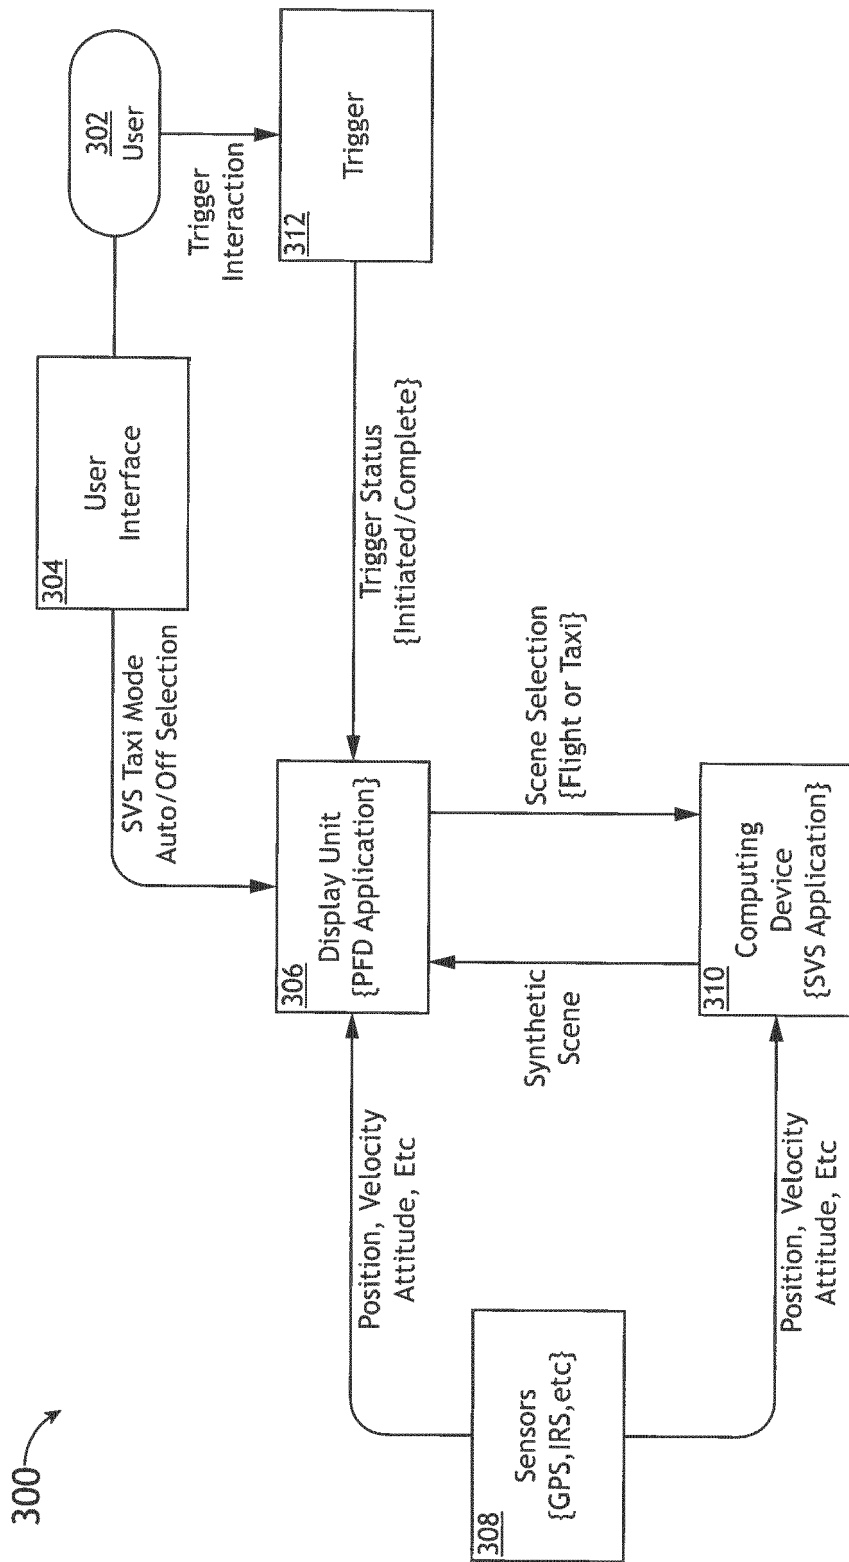 300
302
User
304
User
Interface
Trigger
Interaction
312
Trigger
SVS Taxi Mode
Auto/Off Selection
Trigger Status
{Initiated/Complete}
306
Display Unit
{PFD Application}
Position, Velocity
Attitude, Etc
Synthetic
Scene
Scene Selection
{Flight or Taxi}
308
Sensors
{GPS,IRS,etc}
Position, Velocity
Attitude, Etc
310
Computing
Device
{SVS Application}